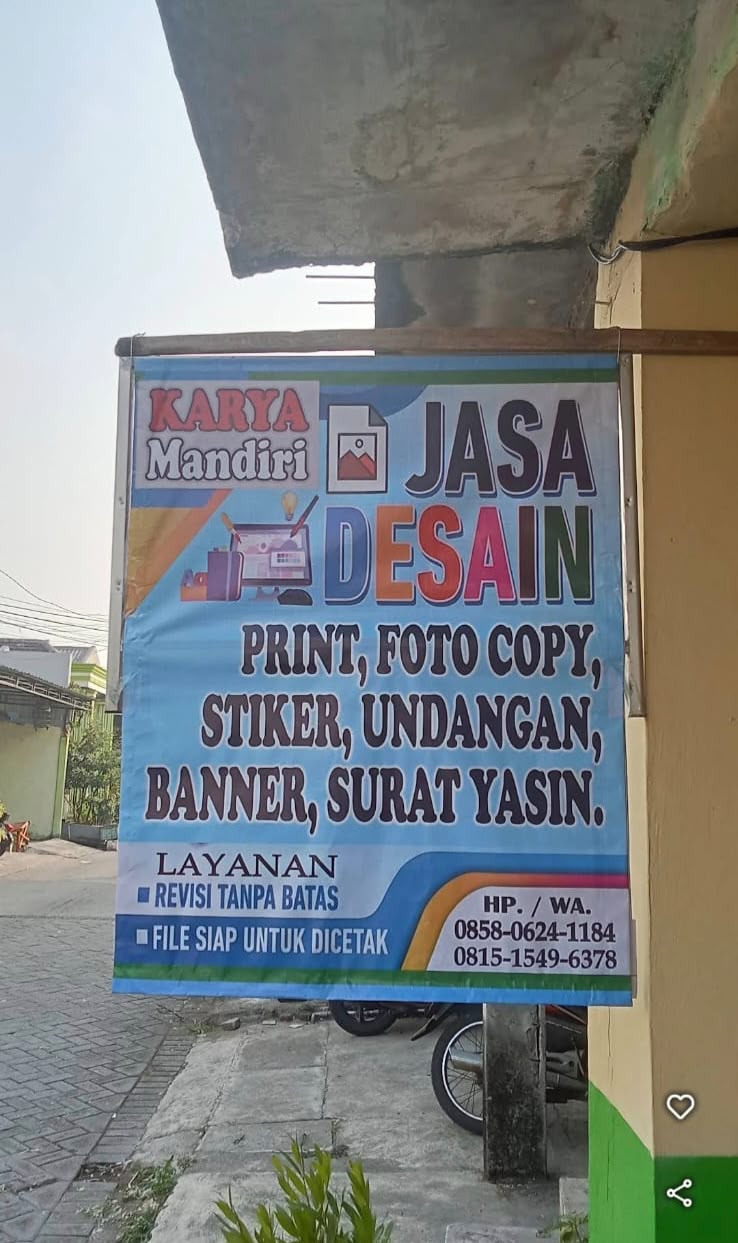 KARYA
Mandiri
JASA
DESAIN
PRINT, FOTO COPY,
STIKER, UNDANGAN,
BANNER, SURAT YASIN.
LAYANAN
REVISI TANPA BATAS
FILE SIAP UNTUK DICETAK
HP. / WA.
0858-0624-1184
0815-1549-6378